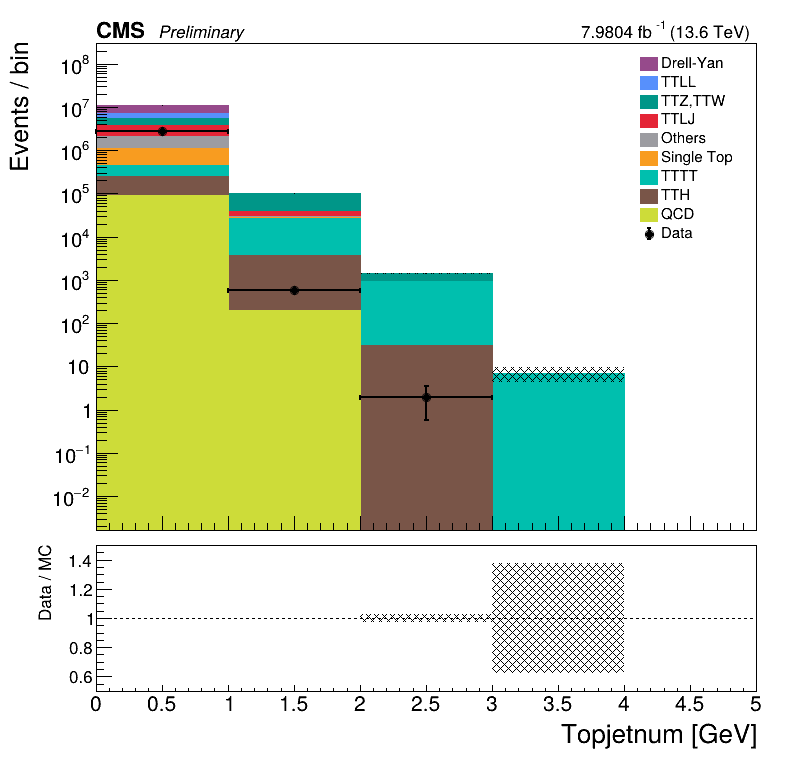 CMS Preliminary 7.9804 fb⁻¹ (13.6 TeV)
Events / bin
10⁸
10⁷
10⁶
10⁵
10⁴
10³
10²
10
1
10⁻¹
10⁻²
Drell-Yan
TTLL
TTZ,TTW
TTLJ
Others
Single Top
TTTT
TTH
QCD
Data
Data / MC
1.4
1.2
1
0.8
0.6
0 0.5 1 1.5 2 2.5 3 3.5 4 4.5 5
Topjetnum [GeV]